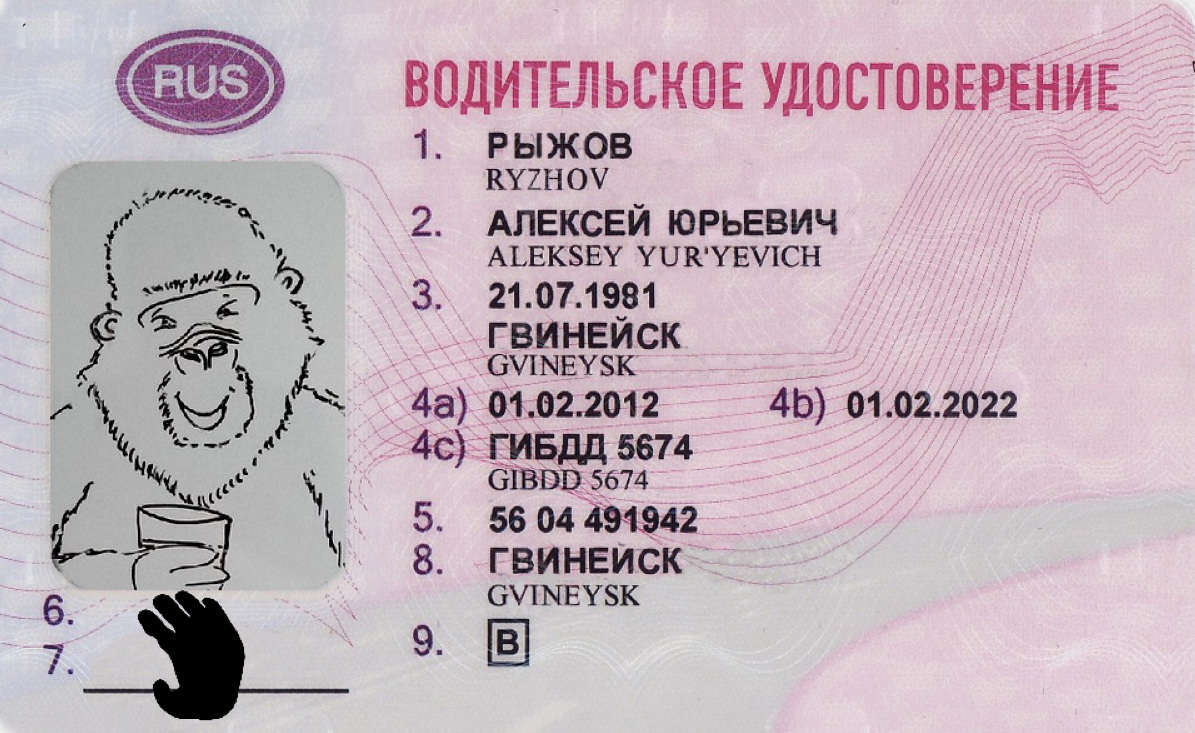 RUS
ВОДИТЕЛЬСКОЕ УДОСТОВЕРЕНИЕ
1. РЫЖОВ
RYZHOV
2. АЛЕКСЕЙ ЮРЬЕВИЧ
ALEKSEY YUR'YEVICH
3. 21.07.1981
ГВИНЕЙСК
GVINEYSK
4a) 01.02.2012 4b) 01.02.2022
4c) ГИБДД 5674
GIBDD 5674
5. 56 04 491942
8. ГВИНЕИСК
GVINEYSK
6.
7.
9. B